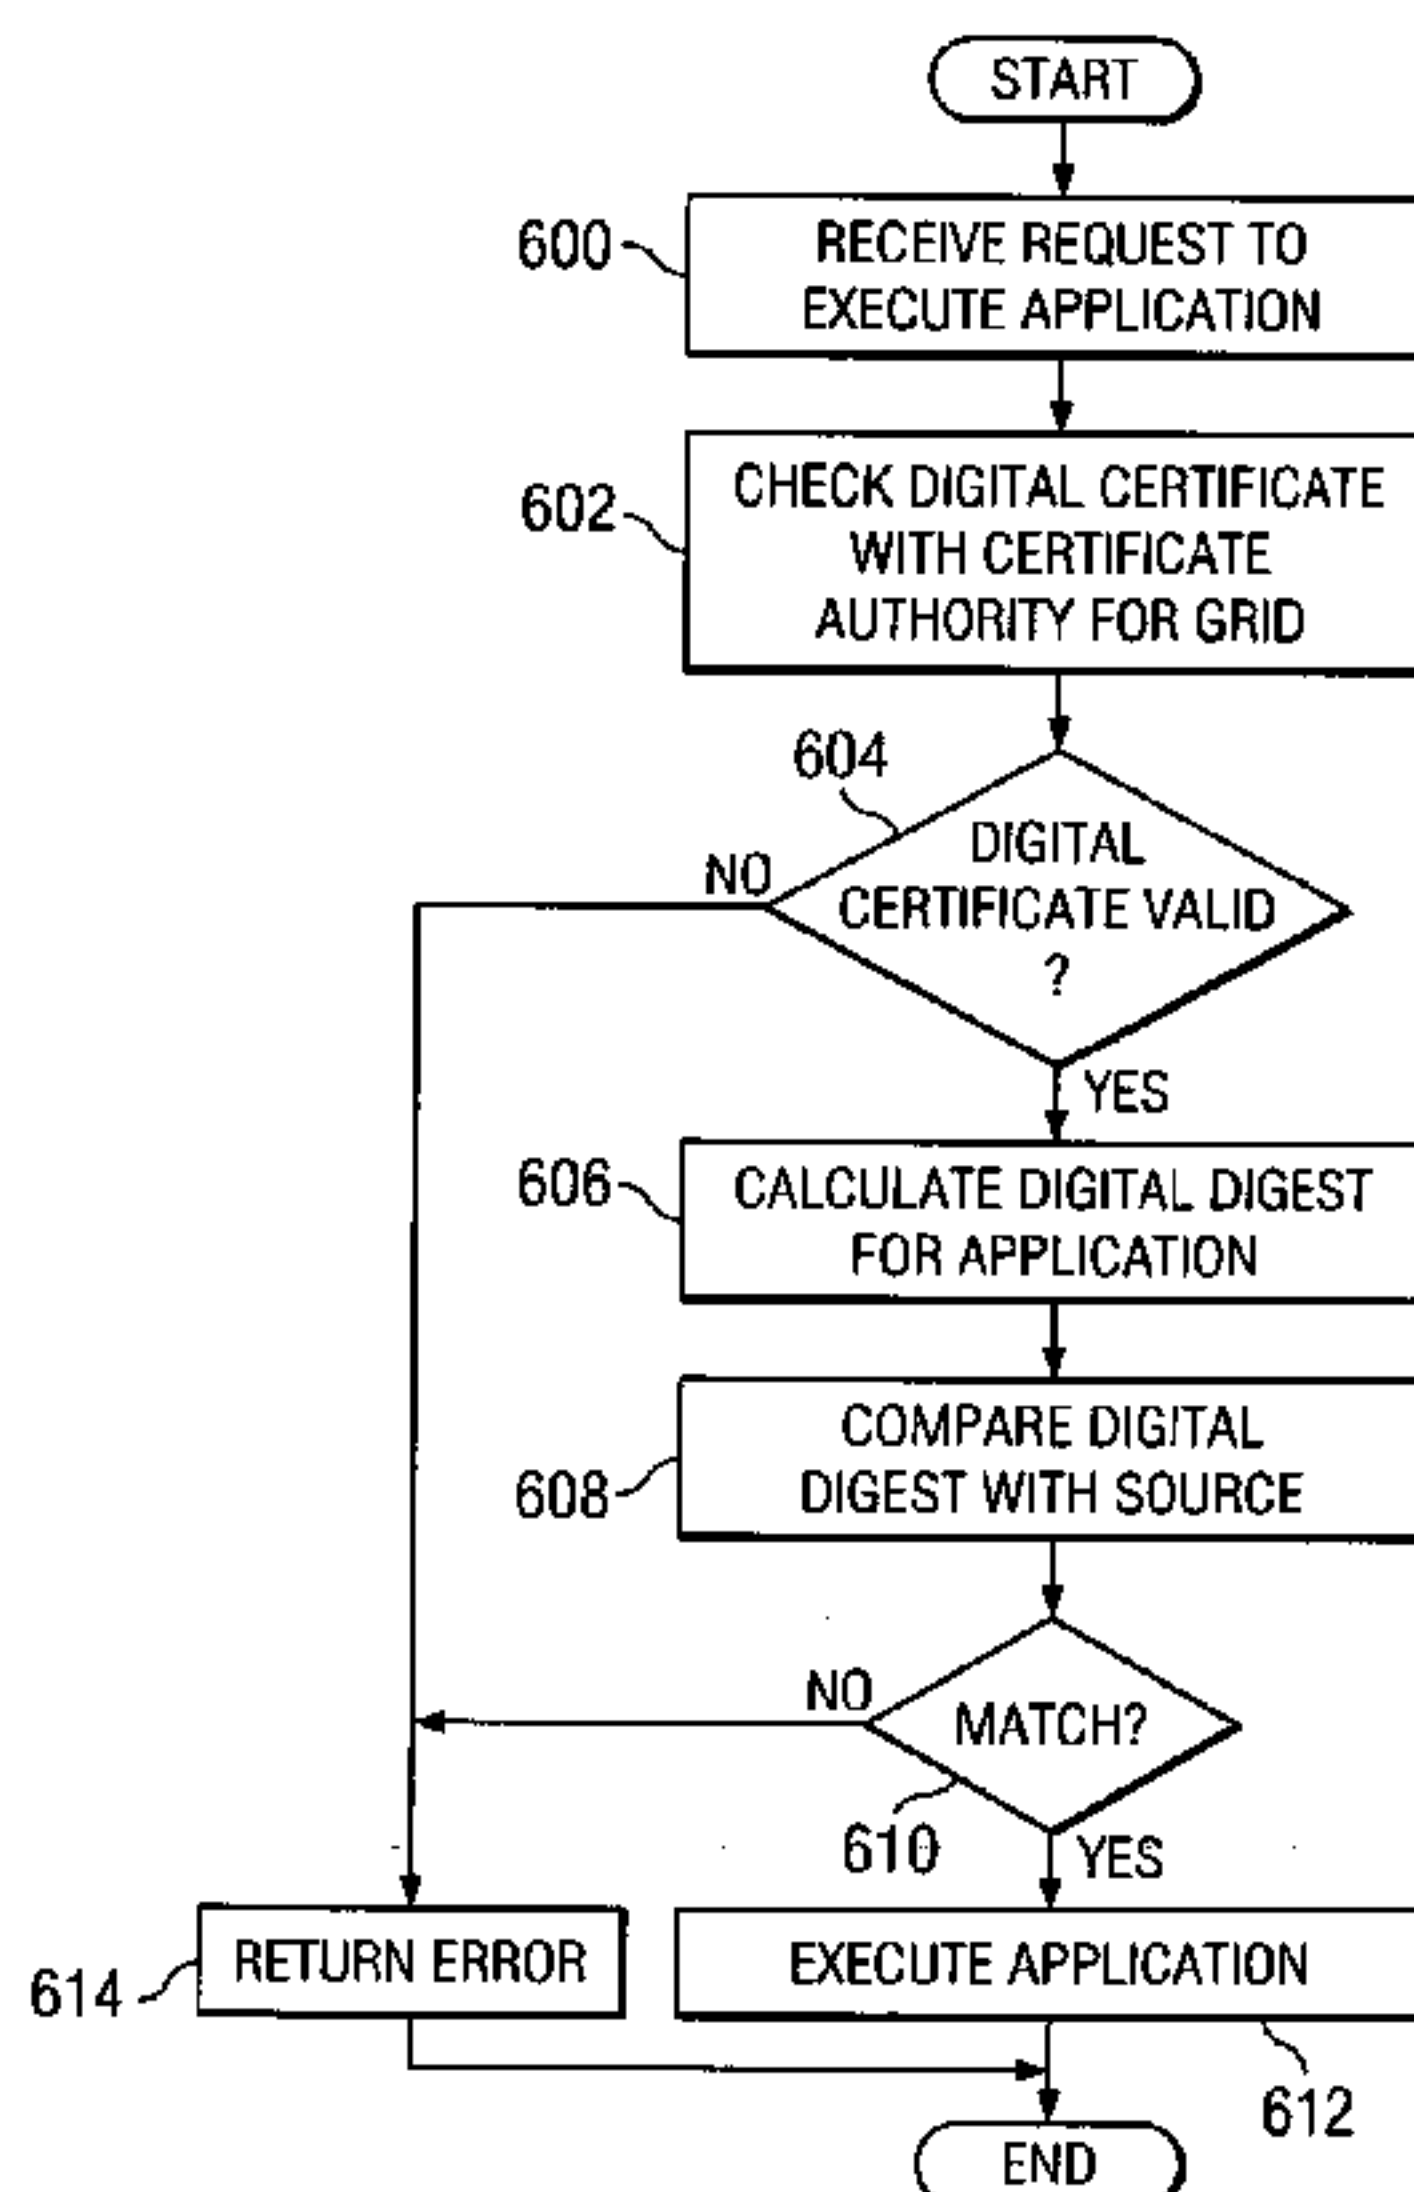 START
600
RECEIVE REQUEST TO
EXECUTE APPLICATION
602
CHECK DIGITAL CERTIFICATE
WITH CERTIFICATE
AUTHORITY FOR GRID
604
DIGITAL
CERTIFICATE VALID
?
NO
YES
606
CALCULATE DIGITAL DIGEST
FOR APPLICATION
608
COMPARE DIGITAL
DIGEST WITH SOURCE
NO
MATCH?
610
YES
614
RETURN ERROR
EXECUTE APPLICATION
612
END